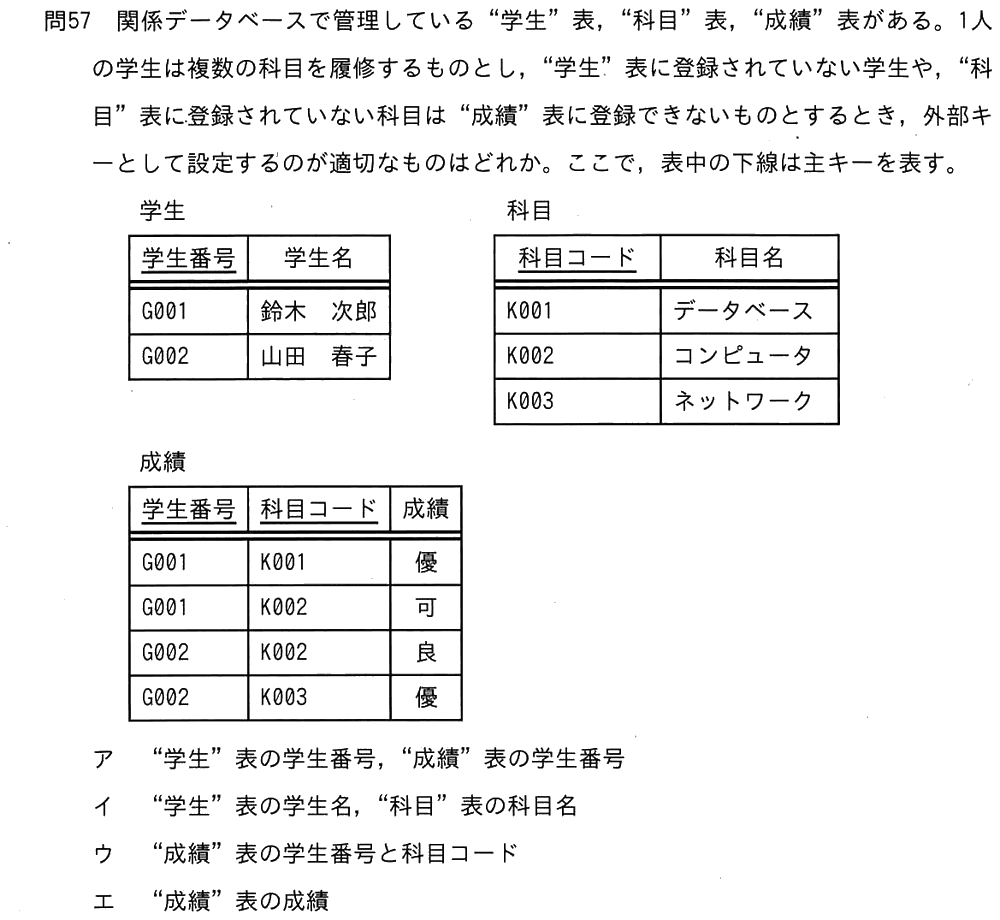 問57 関係データベースで管理している“学生”表，“科目”表，“成績”表がある。1人
の学生は複数の科目を履修するものとし，“学生”表に登録されていない学生や，“科
目”表に登録されていない科目は“成績”表に登録できないものとするとき，外部キ
ーとして設定するのが適切なものはどれか。ここで，表中の下線は主キーを表す。
学生 科目
学生番号 学生名 科目コード 科目名
G001 鈴木 次郎 K001 データベース
G002 山田 春子 K002 コンピュータ
K003 ネットワーク
成績
学生番号 科目コード 成績
G001 K001 優
G001 K002 可
G002 K002 良
G002 K003 優
ア “学生”表の学生番号，“成績”表の学生番号
イ “学生”表の学生名，“科目”表の科目名
ウ “成績”表の学生番号と科目コード
エ “成績”表の成績